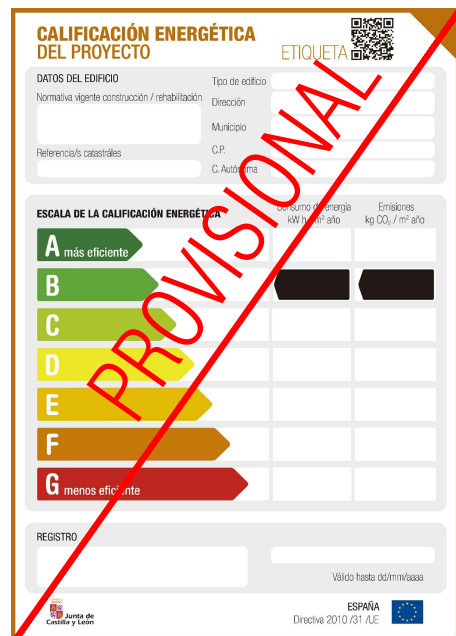 CALIFICACIÓN ENERGÉTICA
DEL PROYECTO
ETIQUETA
DATOS DEL EDIFICIO
Normativa vigente construcción / rehabilitación
Referencia/s catastráles
Tipo de edificio
Dirección
Municipio
C.P.
C. Autónoma
ESCALA DE LA CALIFICACIÓN ENERGÉTICA
Consumo de energía
kW h / m² año
Emisiones
kg CO₂ / m² año
A más eficiente
B
C
D
E
F
G menos eficiente
PROVISIONAL
REGISTRO
Válido hasta dd/mm/aaaa
Junta de
Castilla y León
ESPAÑA
Directiva 2010 /31 /UE